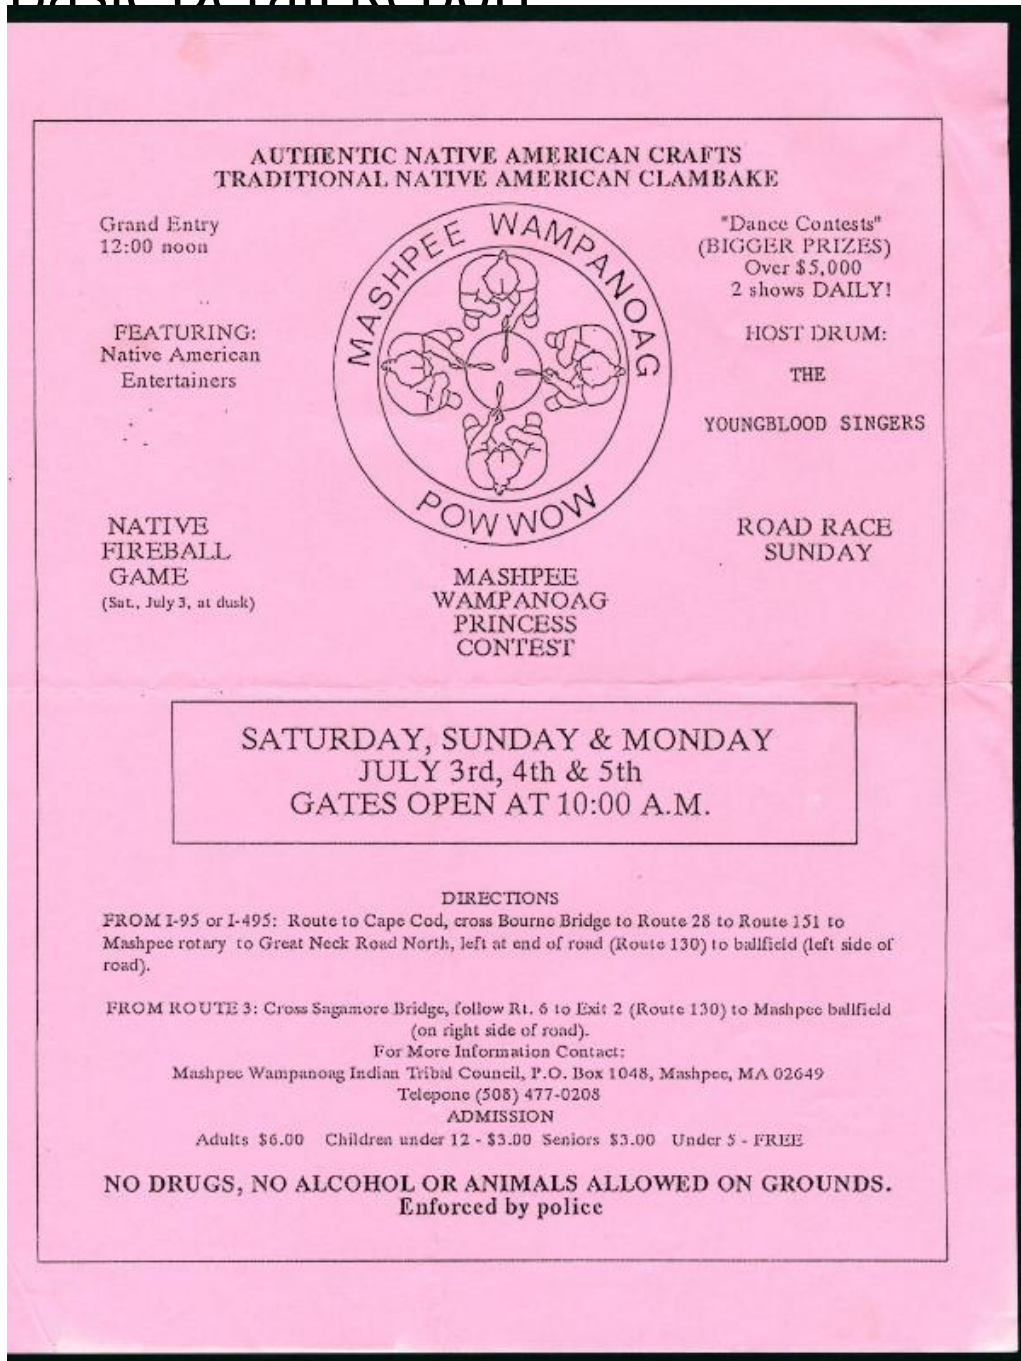 AUTHENTIC NATIVE AMERICAN CRAFTS
TRADITIONAL NATIVE AMERICAN CLAMBAKE
Grand Entry
12:00 noon
FEATURING:
Native American
Entertainers
NATIVE
FIREBALL
GAME
(Sat., July 3, at dusk)
MASHPEE WAMPANOAG
POW WOW
MASHPEE
WAMPANOAG
PRINCESS
CONTEST
"Dance Contests"
(BIGGER PRIZES)
Over $5,000
2 shows DAILY!
HOST DRUM:
THE
YOUNGBLOOD SINGERS
ROAD RACE
SUNDAY
SATURDAY, SUNDAY & MONDAY
JULY 3rd, 4th & 5th
GATES OPEN AT 10:00 A.M.
DIRECTIONS
FROM I-95 or I-495: Route to Cape Cod, cross Bourne Bridge to Route 28 to Route 151 to
Mashpee rotary to Great Neck Road North, left at end of road (Route 130) to ballfield (left side of
road).
FROM ROUTE 3: Cross Sagamore Bridge, follow Rt. 6 to Exit 2 (Route 130) to Mashpee ballfield
(on right side of road).
For More Information Contact:
Mashpee Wampanoag Indian Tribal Council, P.O. Box 1048, Mashpee, MA 02649
Telepone (508) 477-0208
ADMISSION
Adults $6.00 Children under 12 - $3.00 Seniors $3.00 Under 5 - FREE
NO DRUGS, NO ALCOHOL OR ANIMALS ALLOWED ON GROUNDS.
Enforced by police